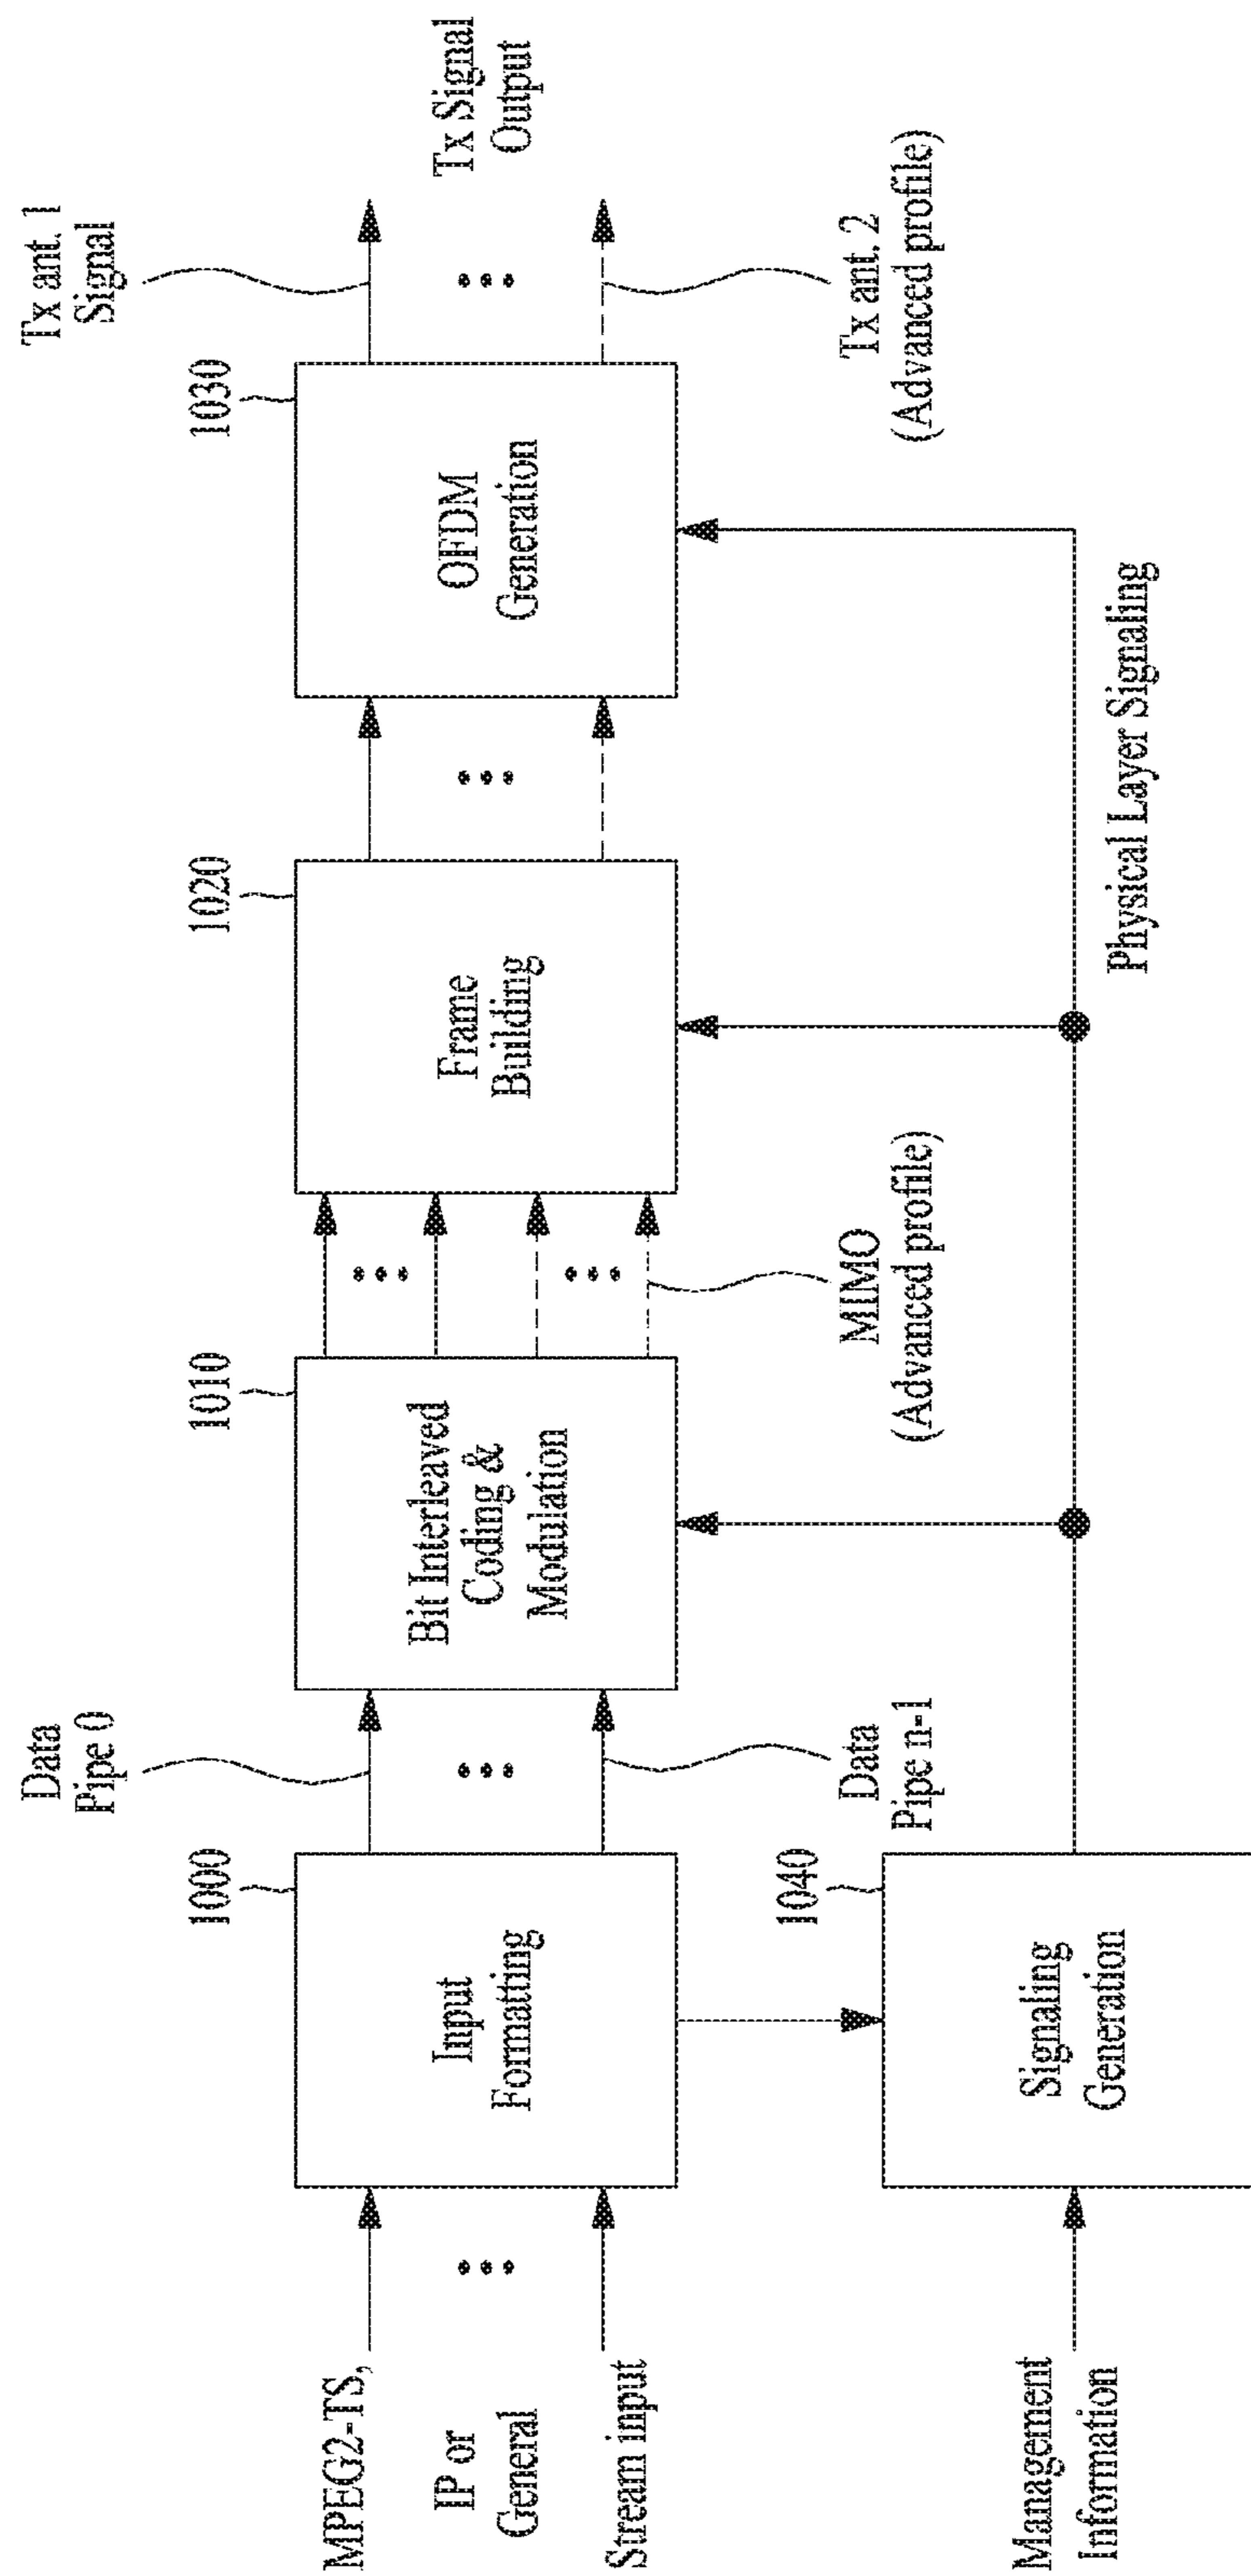 MPEG2-TS,
IP or
General
Stream input
Management
Information
1000
Input
Formatting
1040
Signaling
Generation
Data
Pipe 0
Data
Pipe n-1
1010
Bit Interleaved
Coding &
Modulation
MIMO
(Advanced profile)
1020
Frame
Building
Physical Layer Signaling
1030
OFDM
Generation
Tx ant. 1
Signal
Tx ant. 2
(Advanced profile)
Tx Signal
Output